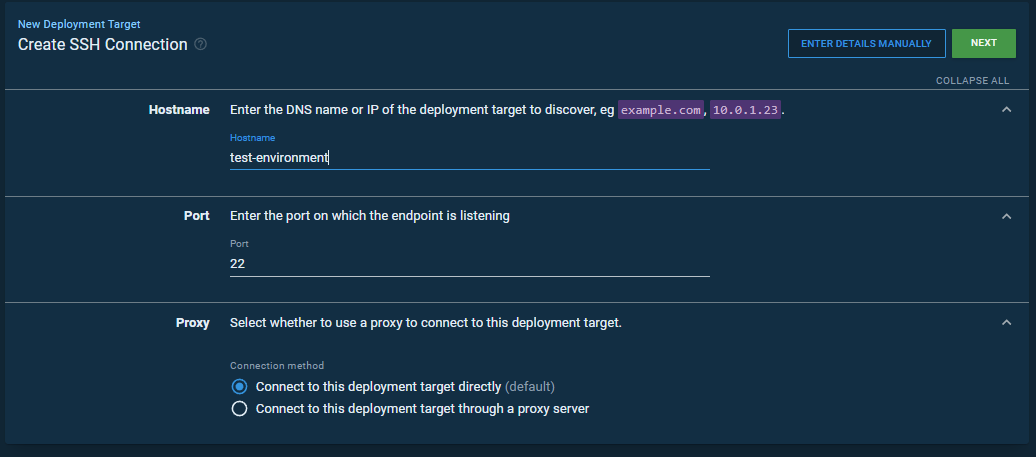 New Deployment Target
Create SSH Connection
ENTER DETAILS MANUALLY
NEXT
COLLAPSE ALL
Hostname
Enter the DNS name or IP of the deployment target to discover, eg example.com, 10.0.1.23.
Hostname
test-environment
Port
Enter the port on which the endpoint is listening
Port
22
Proxy
Select whether to use a proxy to connect to this deployment target.
Connection method
Connect to this deployment target directly (default)
Connect to this deployment target through a proxy server